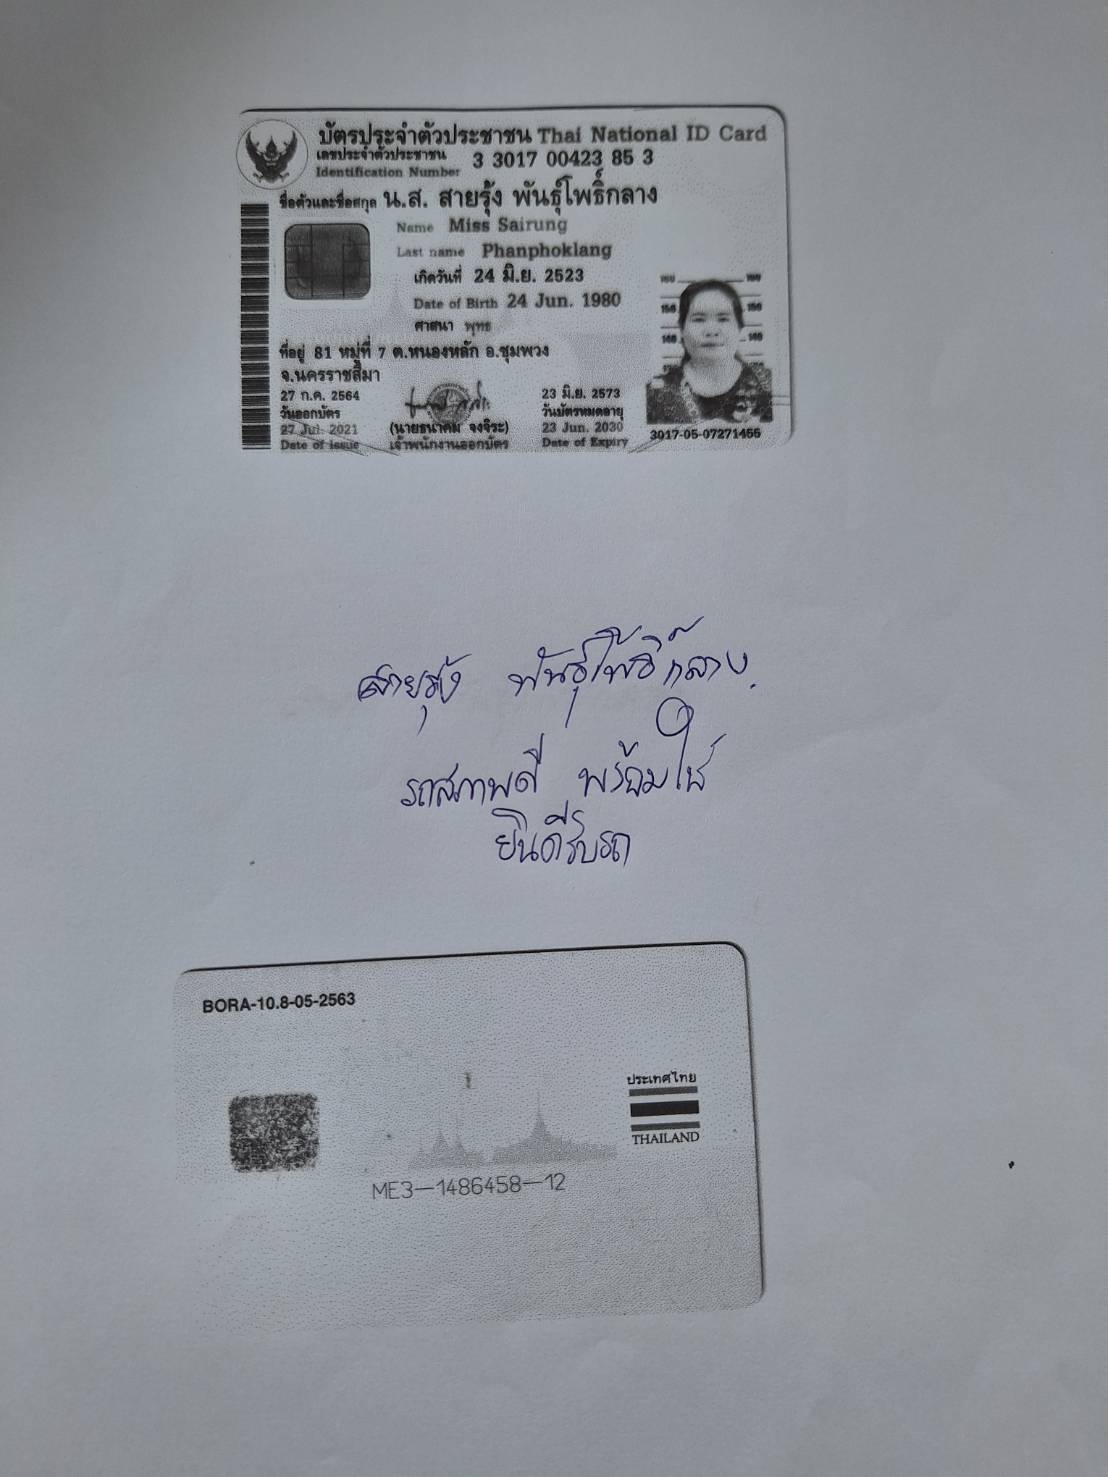 บัตรประจำตัวประชาชน Thai National ID Card
เลขประจำตัวประชาชน 3 3017 00423 85 3
Identification Number
ชื่อตัวและชื่อสกุล น.ส. สายรุ้ง พันธุ์โพธิ์กลาง
Name Miss Sairung
Last name Phanphoklang
เกิดวันที่ 24 มิ.ย. 2523
Date of Birth 24 Jun. 1980
ศาสนา พุทธ
ที่อยู่ 81 หมู่ที่ 7 ต.หนองหลัก อ.ชุมพวง
จ.นครราชสีมา
27 ก.ค. 2564
วันออกบัตร
27 Jul. 2021
Date of Issue
(นายธนาคม จงจิระ)
เจ้าพนักงานออกบัตร
23 มิ.ย. 2573
วันบัตรหมดอายุ
23 Jun. 2030
Date of Expiry
3017-05-07271455
สายรุ้ง พันธุ์โพธิ์กลาง
รถสภาพดี พร้อมใช้
ยินดีรับรถ
BORA-10.8-05-2563
ประเทศไทย
THAILAND
ME3-1486458-12